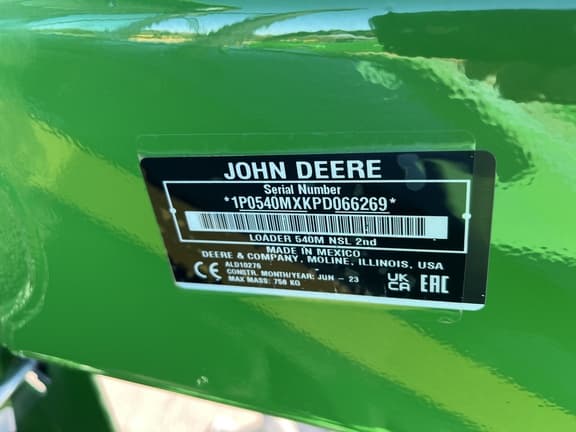 JOHN DEERE
Serial Number
*1P0540MXKPD066269*
LOADER 540M NSL 2nd
MADE IN MEXICO
DEERE & COMPANY, MOLINE, ILLINOIS, USA
CE
ALD10276
CONSTR. MONTH/YEAR: JUN - 23
MAX MASS: 758 KG
UK
CA
EAC